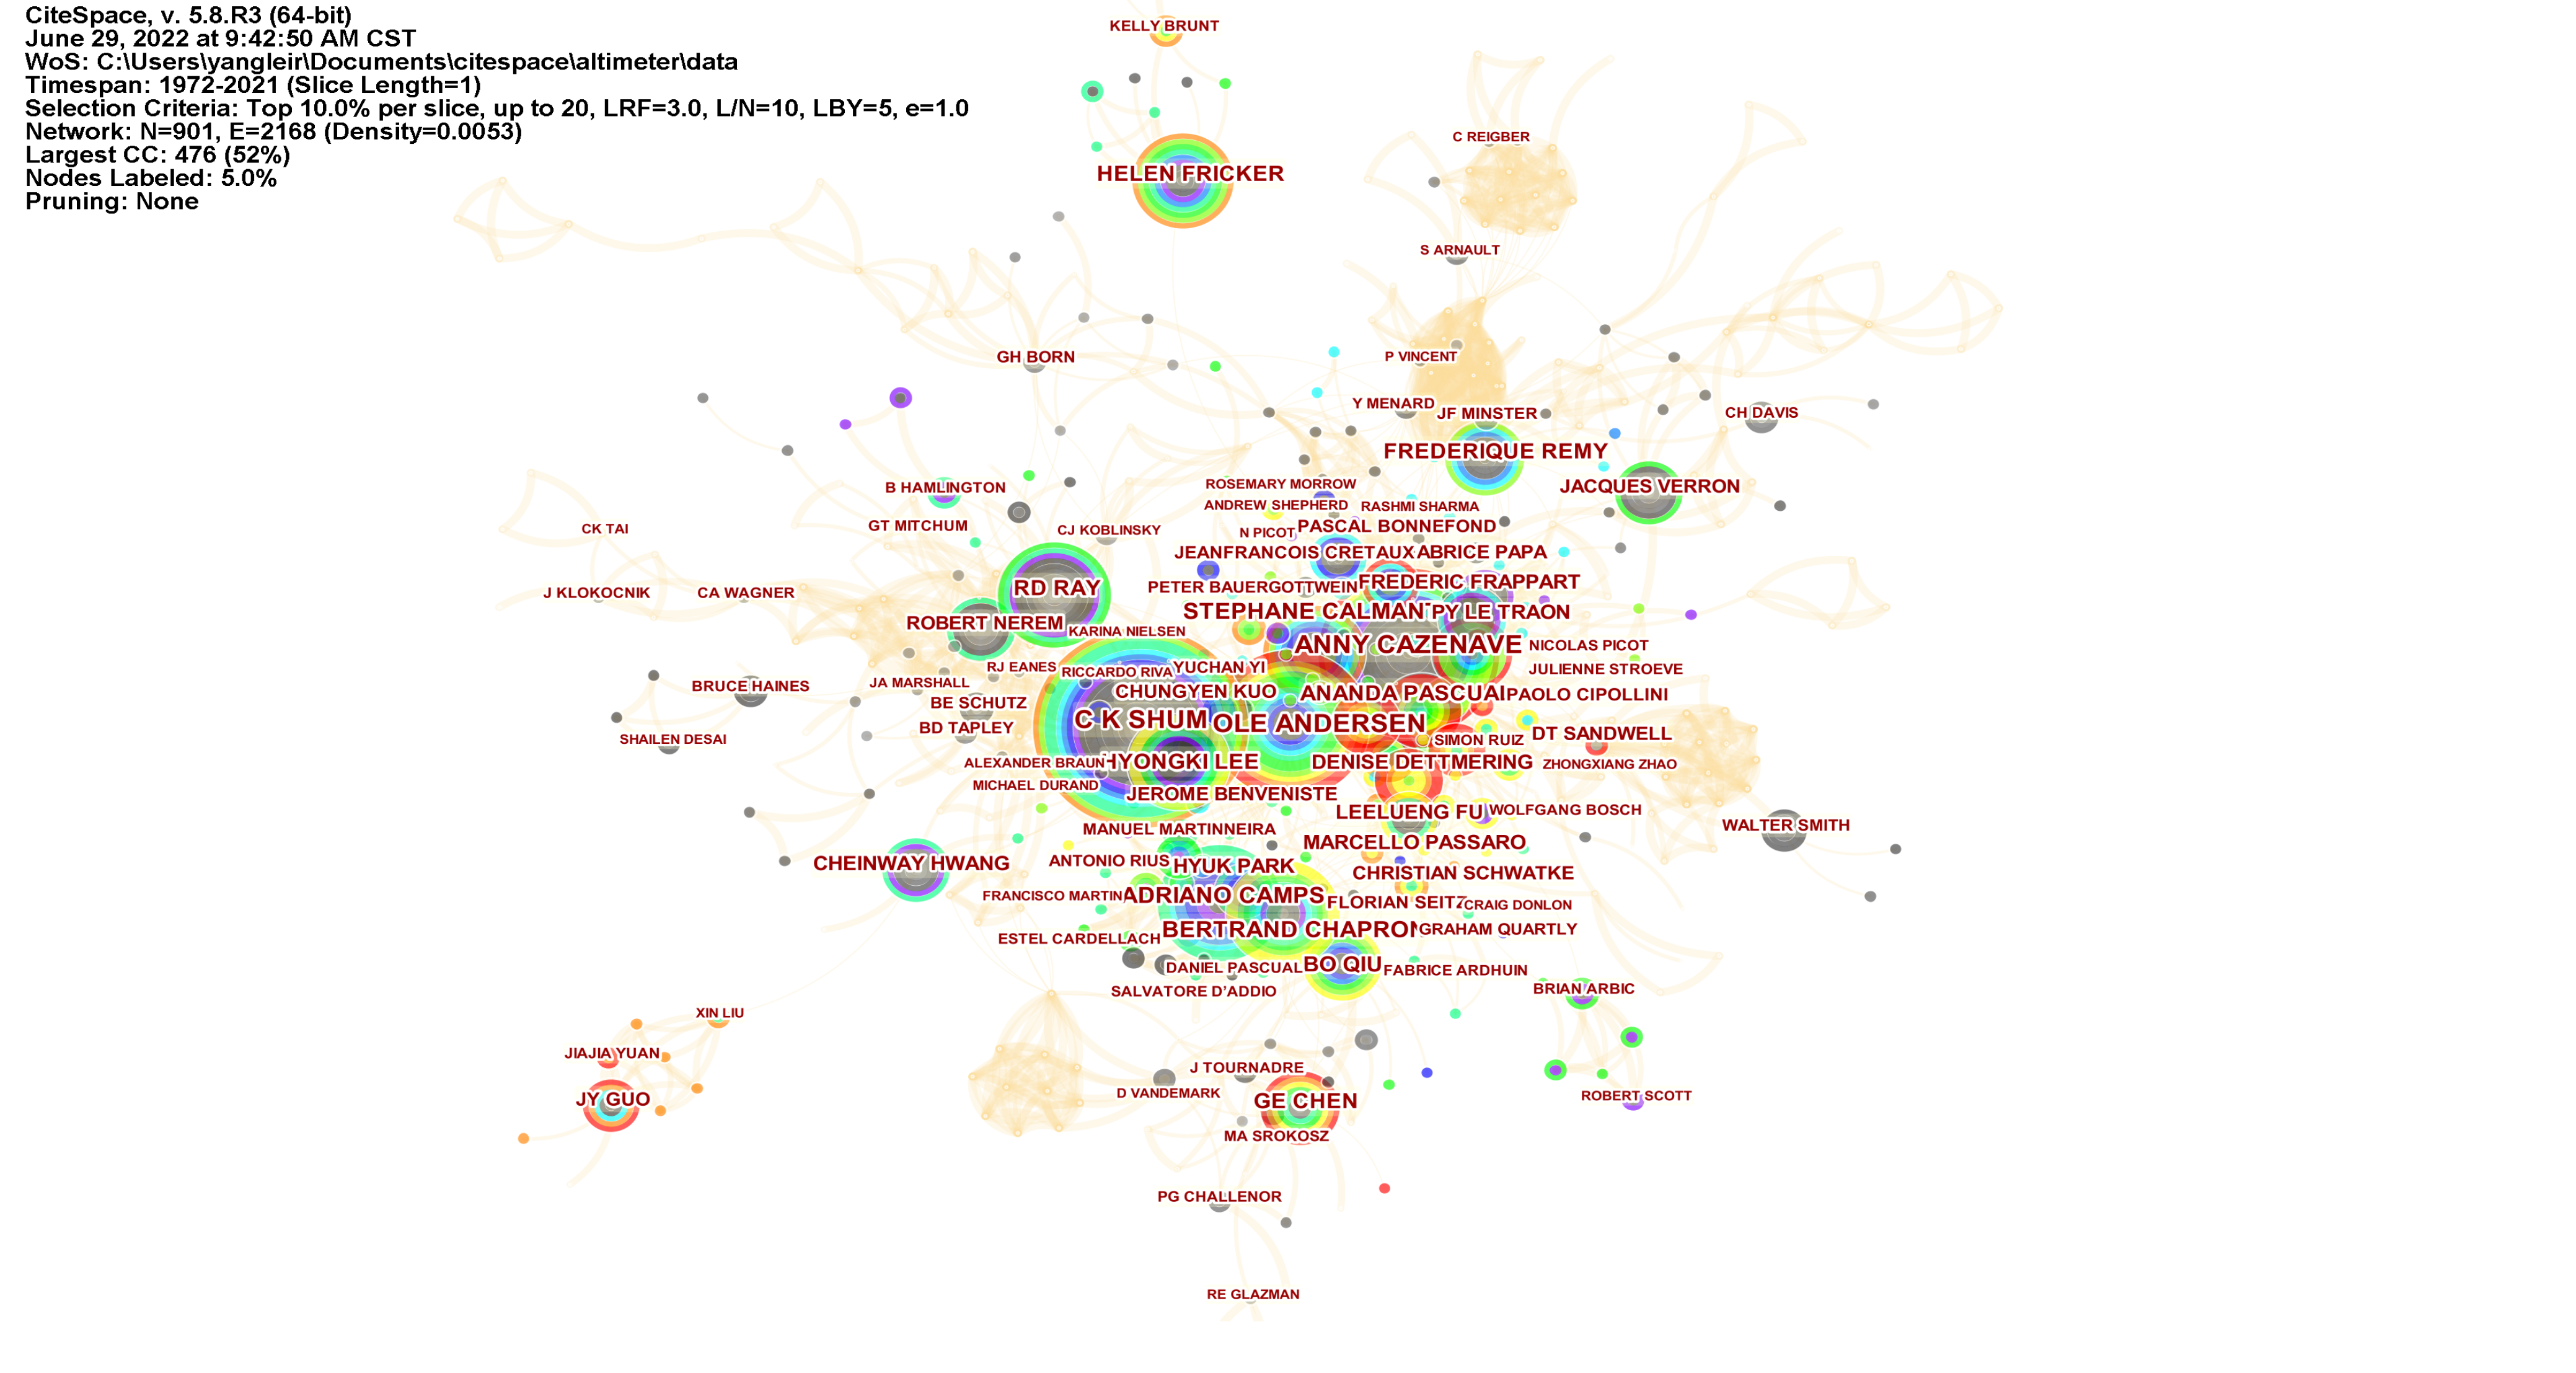 CiteSpace, v. 5.8.R3 (64-bit)
June 29, 2022 at 9:42:50 AM CST
WoS: C:\Users\yangleir\Documents\citespace\altimeter\data
Timespan: 1972-2021 (Slice Length=1)
Selection Criteria: Top 10.0% per slice, up to 20, LRF=3.0, L/N=10, LBY=5, e=1.0
Network: N=901, E=2168 (Density=0.0053)
Largest CC: 476 (52%)
Nodes Labeled: 5.0%
Pruning: None
KELLY BRUNT
C REIGBER
HELEN FRICKER
S ARNAULT
GH BORN
P VINCENT
Y MENARD
JF MINSTER
CH DAVIS
FREDERIQUE REMY
ROSEMARY MORROW
B HAMLINGTON
JACQUES VERRON
ANDREW SHEPHERD
RASHMI SHARMA
GT MITCHUM
PASCAL BONNEFOND
CK TAI
CJ KOBLINSKY
N PICOT
JEANFRANCOIS CRETAUX
ABRICE PAPA
FREDERIC FRAPPART
RD RAY
PETER BAUERGOTTWEIN
J KLOKOCNIK
CA WAGNER
STEPHANE CALMANT
PY LE TRAON
ROBERT NEREM
KARINA NIELSEN
ANNY CAZENAVE
NICOLAS PICOT
RJ EANES
RICCARDO RIVA
YUCHAN YI
JULIENNE STROEVE
JA MARSHALL
BRUCE HAINES
CHUNGYEN KUO
ANANDA PASCUAL
PAOLO CIPOLLINI
BE SCHUTZ
C K SHUM
OLE ANDERSEN
BD TAPLEY
SHAILEN DESAI
SIMON RUIZ
DT SANDWELL
ALEXANDER BRAUN
HYONGKI LEE
DENISE DETTMERING
ZHONGXIANG ZHAO
MICHAEL DURAND
JEROME BENVENISTE
LEELUENG FU
WOLFGANG BOSCH
WALTER SMITH
MANUEL MARTINNEIRA
MARCELLO PASSARO
CHEINWAY HWANG
ANTONIO RIUS
HYUK PARK
CHRISTIAN SCHWATKE
FRANCISCO MARTIN
ADRIANO CAMPS
FLORIAN SEITZ
CRAIG DONLON
BERTRAND CHAPRON
GRAHAM QUARTLY
ESTEL CARDELLACH
DANIEL PASCUAL
BO QIU
FABRICE ARDHUIN
SALVATORE D'ADDIO
BRIAN ARBIC
XIN LIU
JIAJIA YUAN
J TOURNADRE
D VANDEMARK
ROBERT SCOTT
JY GUO
GE CHEN
MA SROKOSZ
PG CHALLENOR
RE GLAZMAN